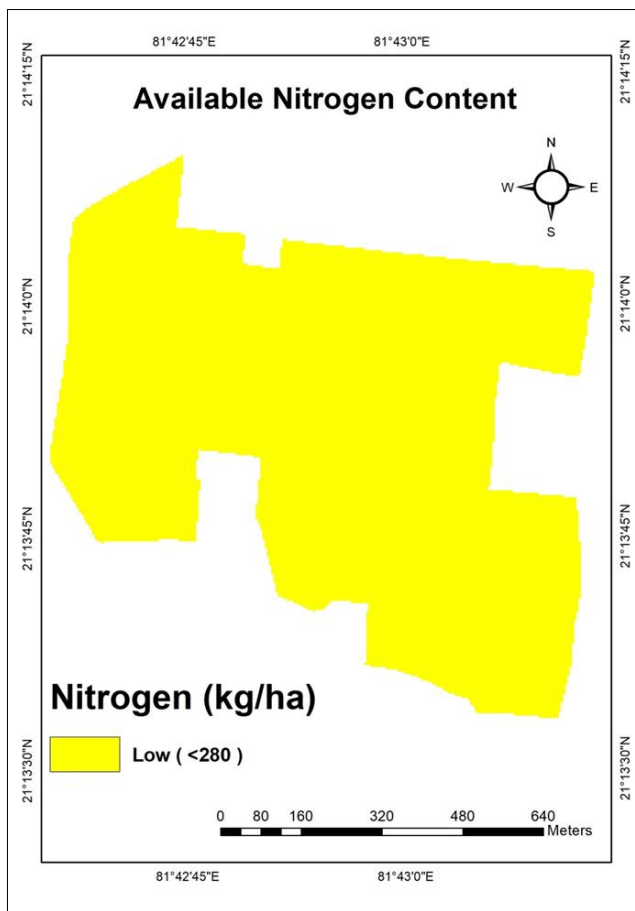 81°42'45"E 81°43'0"E
21°14'15"N 21°14'15"N
Available Nitrogen Content
N
W E
S
21°14'0"N 21°14'0"N
21°13'45"N 21°13'45"N
Nitrogen (kg/ha)
Low ( <280 )
21°13'30"N 21°13'30"N
0 80 160 320 480 640
Meters
81°42'45"E 81°43'0"E